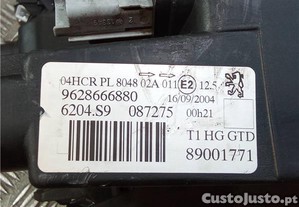 04HCR PL 8048 02A 011 E2 12.5
9628666880 16/09/2004
6204.S9 087275 00h21
T1 HG GTD
89001771
CustoJusto.pt